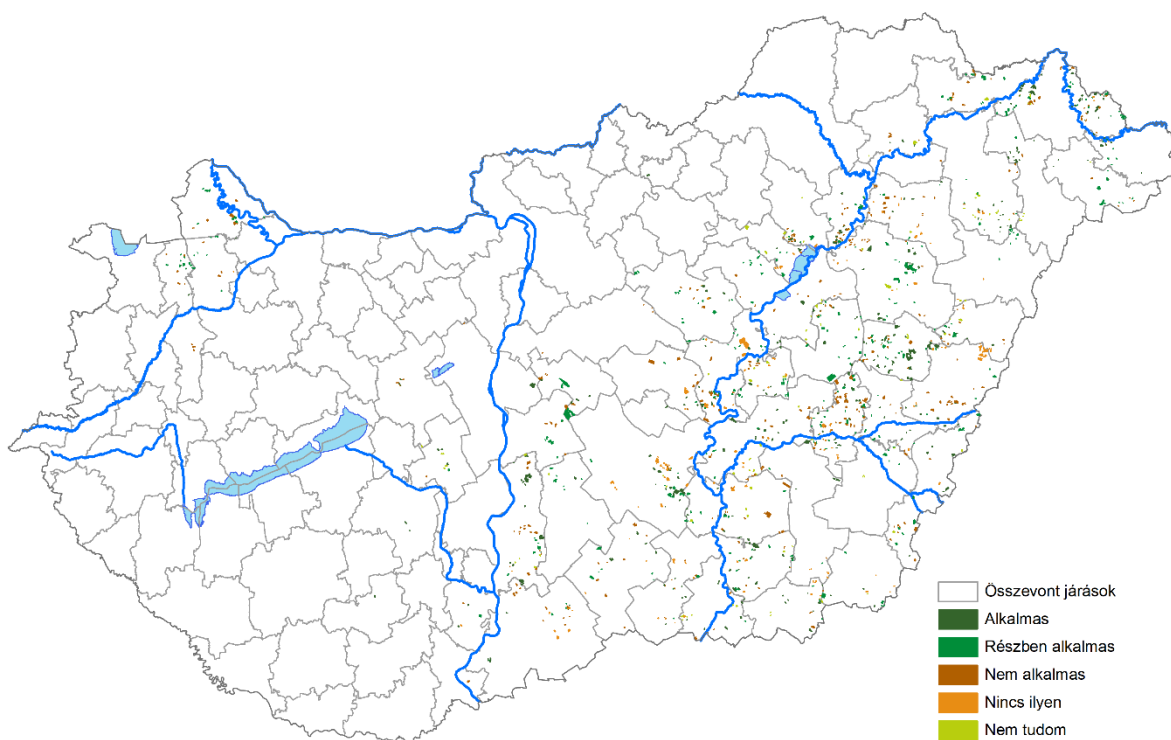 Összevont járások
Alkalmas
Részben alkalmas
Nem alkalmas
Nincs ilyen
Nem tudom